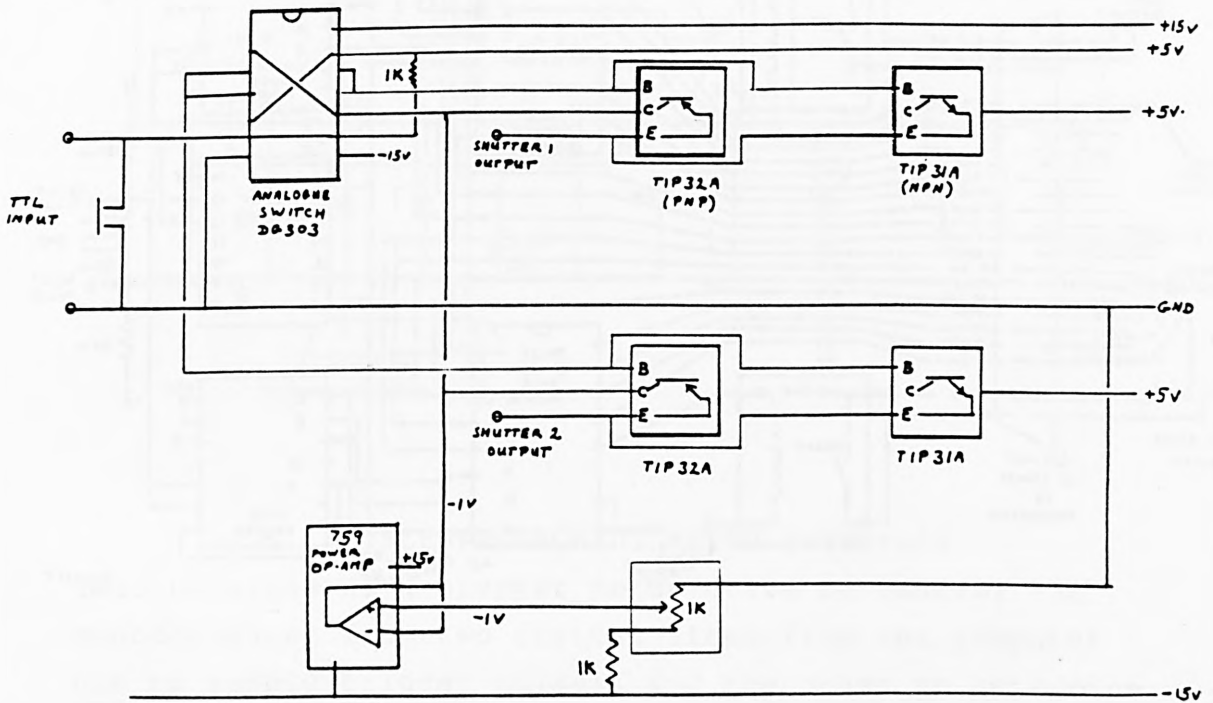 +15V
+5V
1K
B
C
E
B
C
E
+5V.
-15V
SHUTTER 1
OUTPUT
TIP32A
(PNP)
TIP31A
(NPN)
TTL
INPUT
ANALOGUE
SWITCH
DG303
GND
B
C
E
B
C
E
+5V
SHUTTER 2
OUTPUT
TIP32A
TIP31A
-1V
759
POWER
OP-AMP
+15V
+
-
-1V
1K
1K
-15V